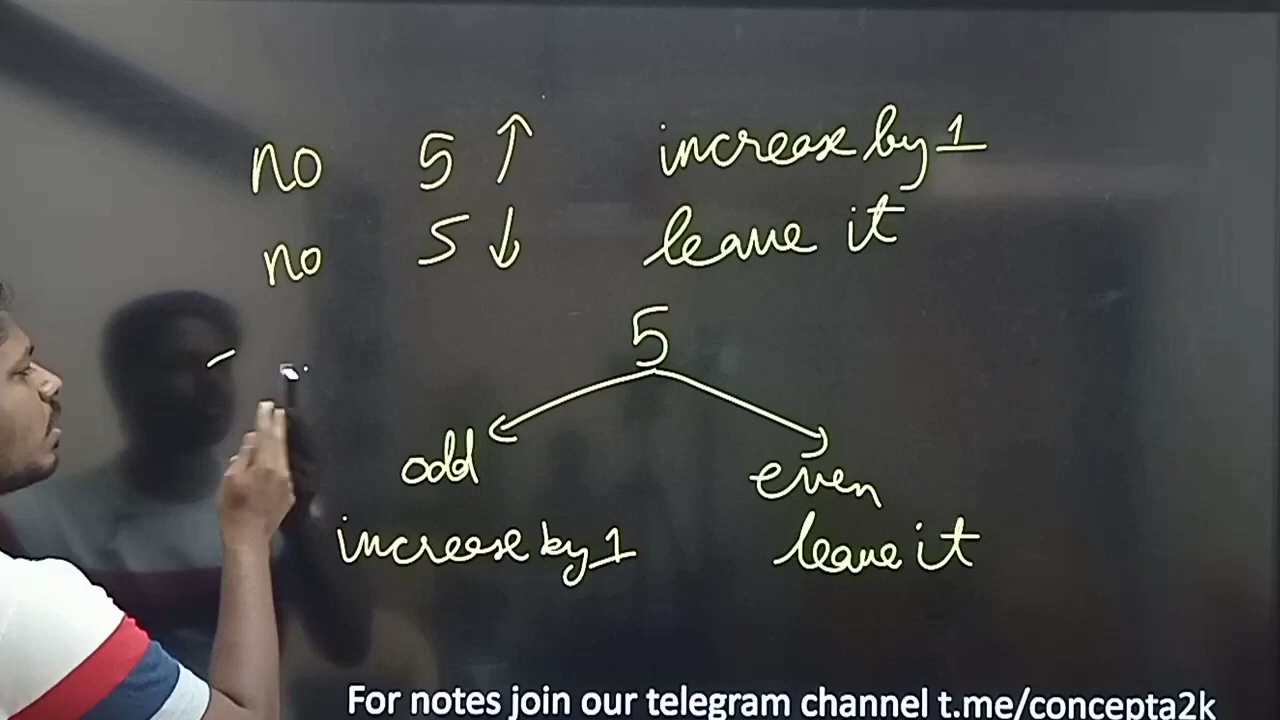 no 5 ↑ increase by 1
no 5 ↓ leave it
5
odd even
increase by 1 leave it
For notes join our telegram channel t.me/concepta2k